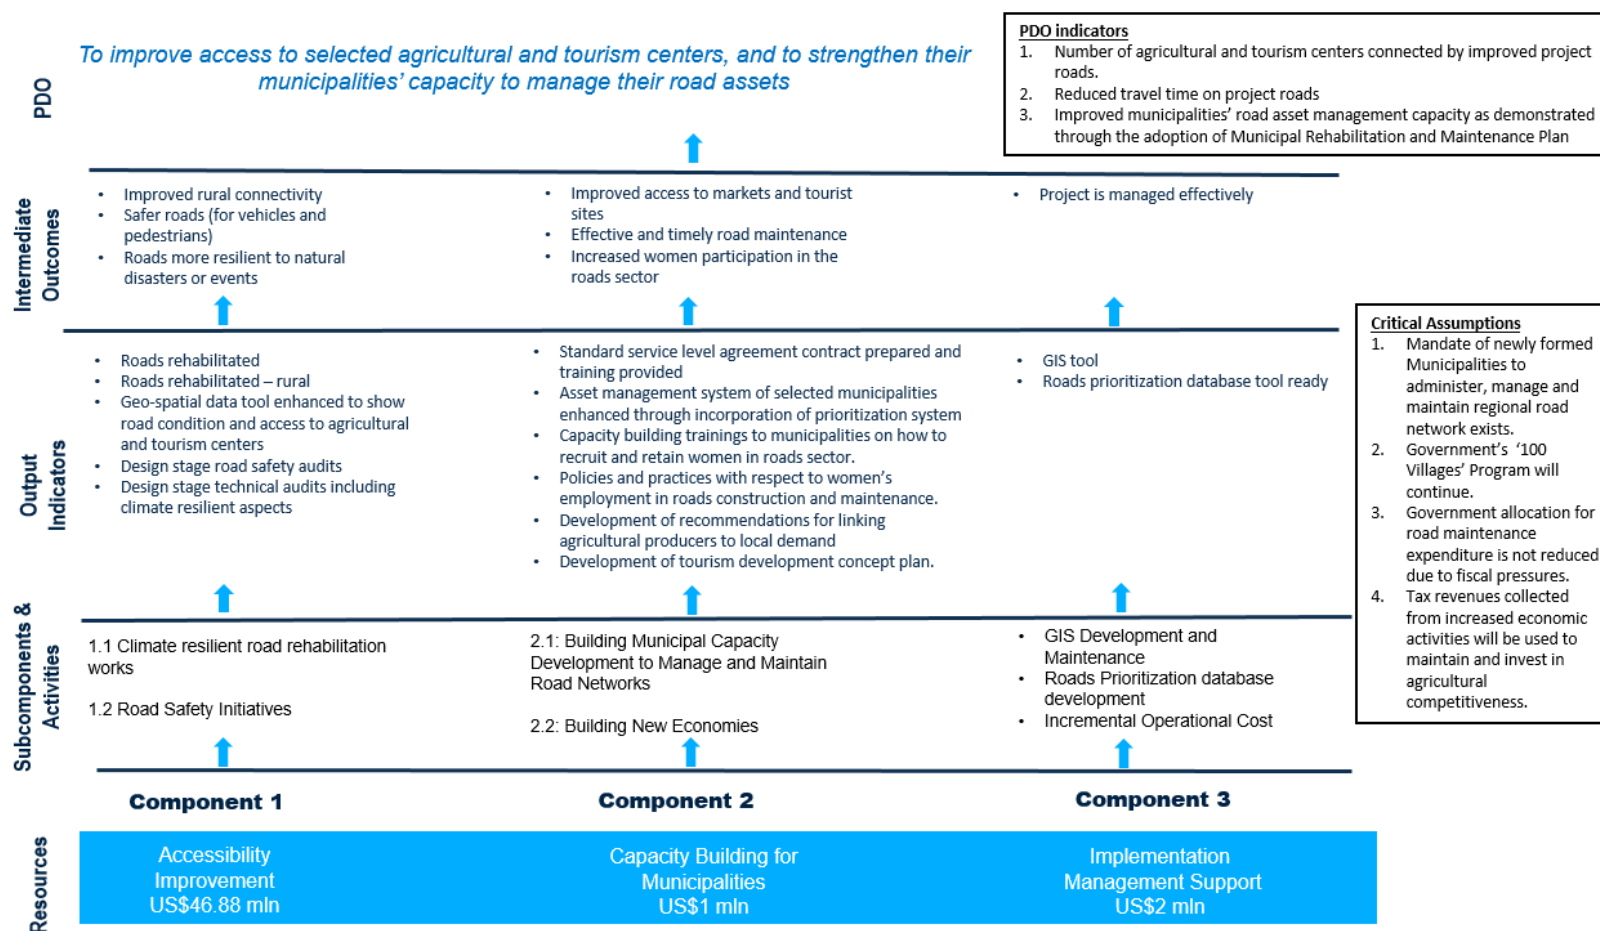 PDO
To improve access to selected agricultural and tourism centers, and to strengthen their
municipalities' capacity to manage their road assets
PDO indicators
1. Number of agricultural and tourism centers connected by improved project
roads.
2. Reduced travel time on project roads
3. Improved municipalities' road asset management capacity as demonstrated
through the adoption of Municipal Rehabilitation and Maintenance Plan
Intermediate
Outcomes
• Improved rural connectivity
• Safer roads (for vehicles and
pedestrians)
• Roads more resilient to natural
disasters or events
• Improved access to markets and tourist
sites
• Effective and timely road maintenance
• Increased women participation in the
roads sector
• Project is managed effectively
Output
Indicators
• Roads rehabilitated
• Roads rehabilitated – rural
• Geo-spatial data tool enhanced to show
road condition and access to agricultural
and tourism centers
• Design stage road safety audits
• Design stage technical audits including
climate resilient aspects
• Standard service level agreement contract prepared and
training provided
• Asset management system of selected municipalities
enhanced through incorporation of prioritization system
• Capacity building trainings to municipalities on how to
recruit and retain women in roads sector.
• Policies and practices with respect to women's
employment in roads construction and maintenance.
• Development of recommendations for linking
agricultural producers to local demand
• Development of tourism development concept plan.
• GIS tool
• Roads prioritization database tool ready
Critical Assumptions
1. Mandate of newly formed
Municipalities to
administer, manage and
maintain regional road
network exists.
2. Government's '100
Villages' Program will
continue.
3. Government allocation for
road maintenance
expenditure is not reduced
due to fiscal pressures.
4. Tax revenues collected
from increased economic
activities will be used to
maintain and invest in
agricultural
competitiveness.
Subcomponents &
Activities
1.1 Climate resilient road rehabilitation
works
1.2 Road Safety Initiatives
2.1: Building Municipal Capacity
Development to Manage and Maintain
Road Networks
2.2: Building New Economies
• GIS Development and
Maintenance
• Roads Prioritization database
development
• Incremental Operational Cost
Component 1
Component 2
Component 3
Resources
Accessibility
Improvement
US$46.88 mln
Capacity Building for
Municipalities
US$1 mln
Implementation
Management Support
US$2 mln